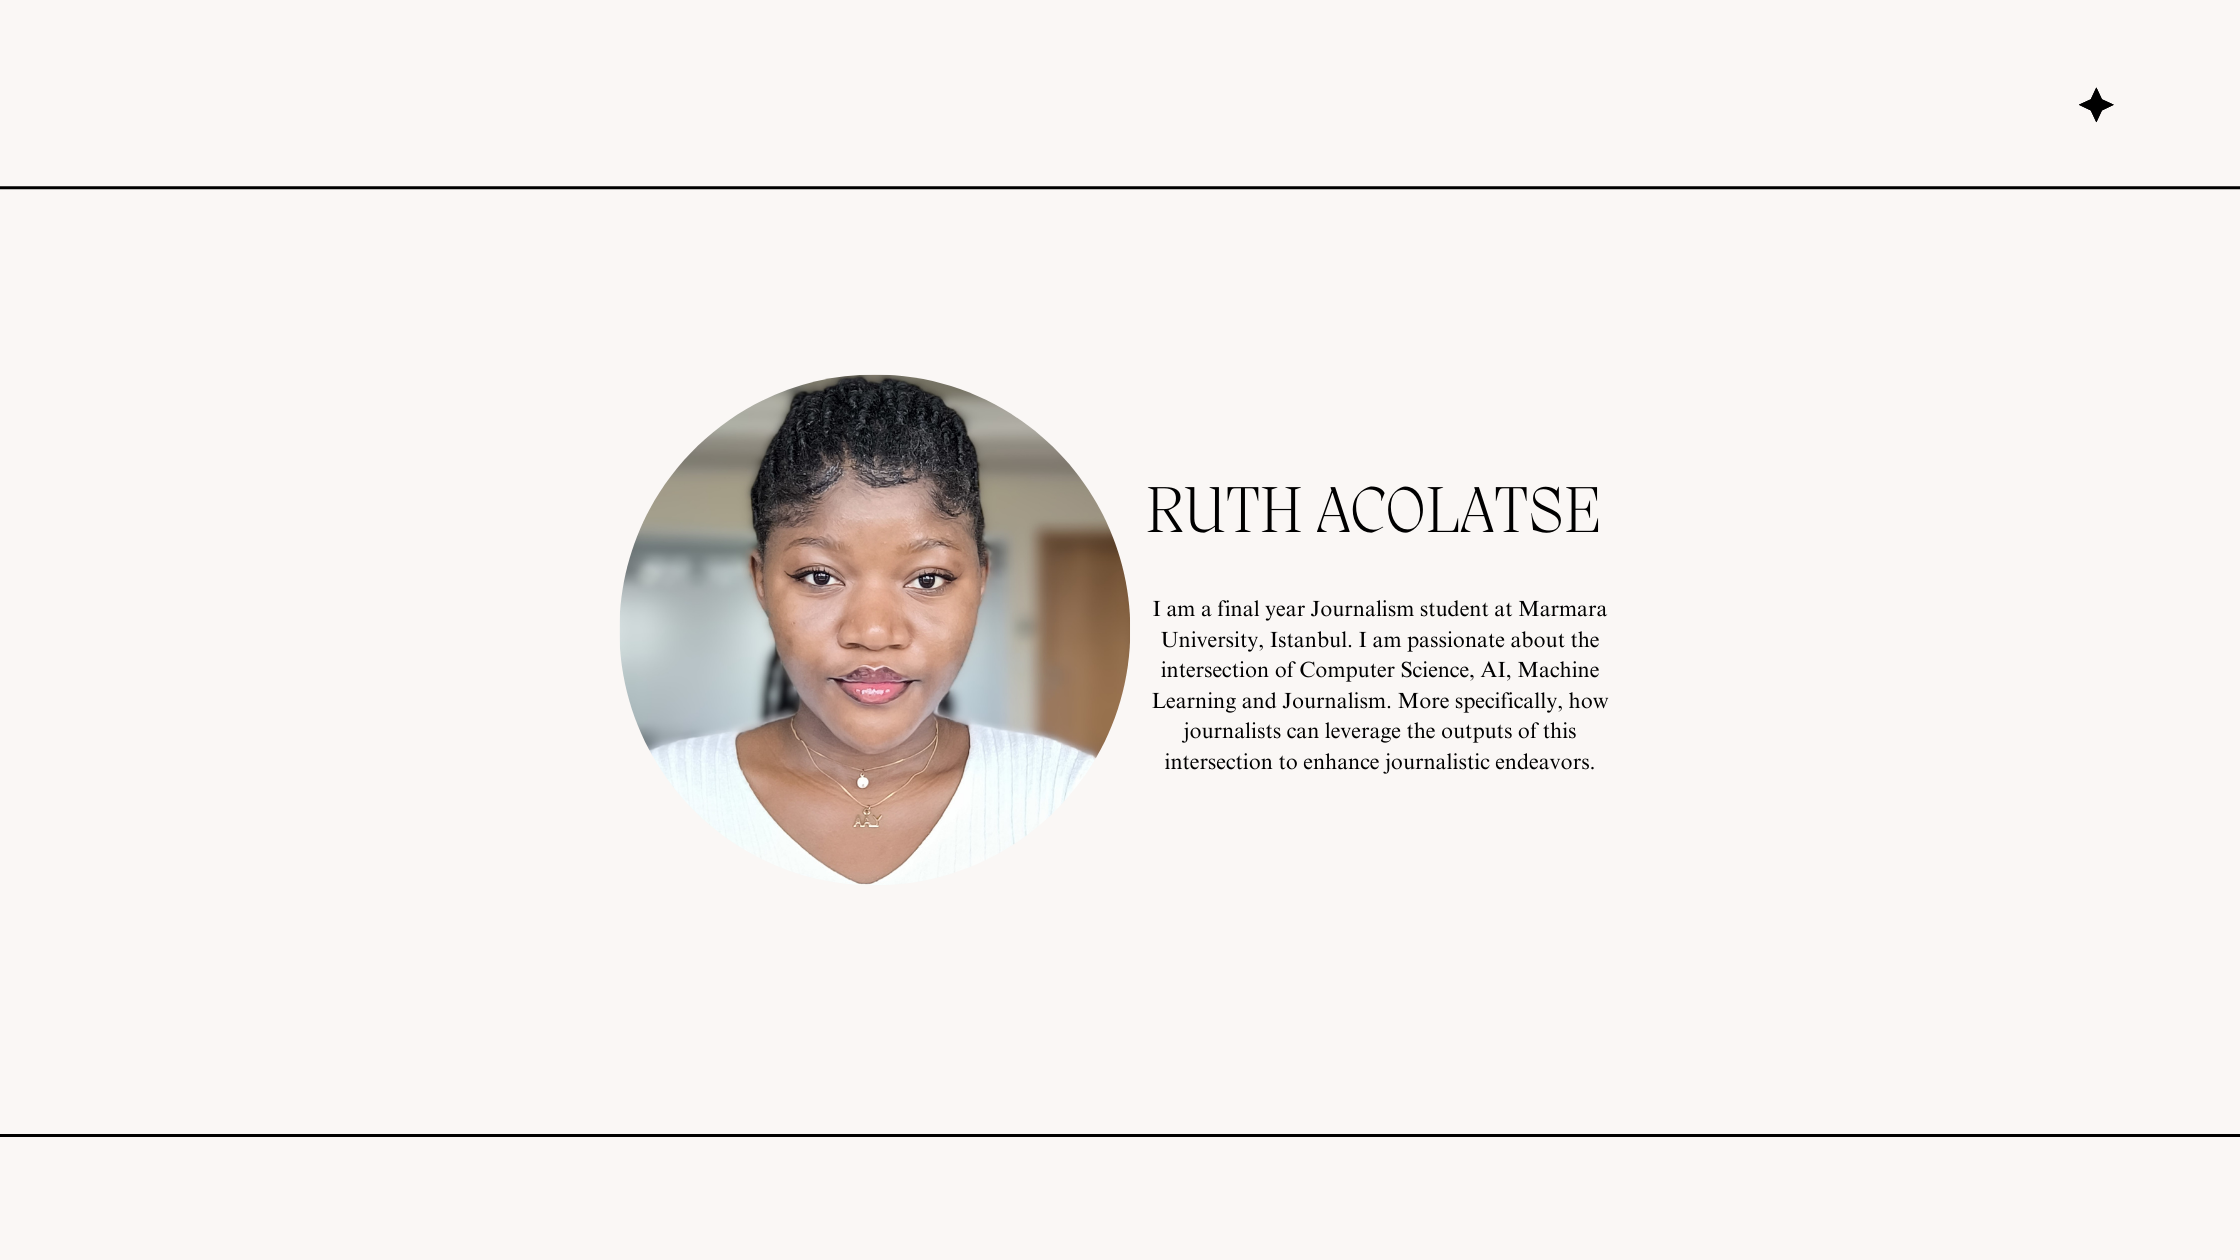 RUTH ACOLATSE
I am a final year Journalism student at Marmara
University, Istanbul. I am passionate about the
intersection of Computer Science, AI, Machine
Learning and Journalism. More specifically, how
journalists can leverage the outputs of this
intersection to enhance journalistic endeavors.